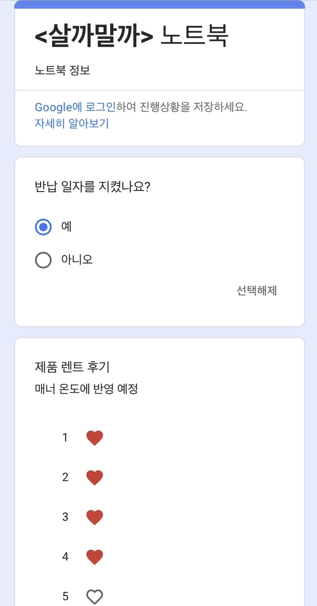 <살까말까> 노트북
노트북 정보
Google에 로그인하여 진행상황을 저장하세요.
자세히 알아보기
반납 일자를 지켰나요?
예
아니오
선택해제
제품 렌트 후기
매너 온도에 반영 예정
1
2
3
4
5